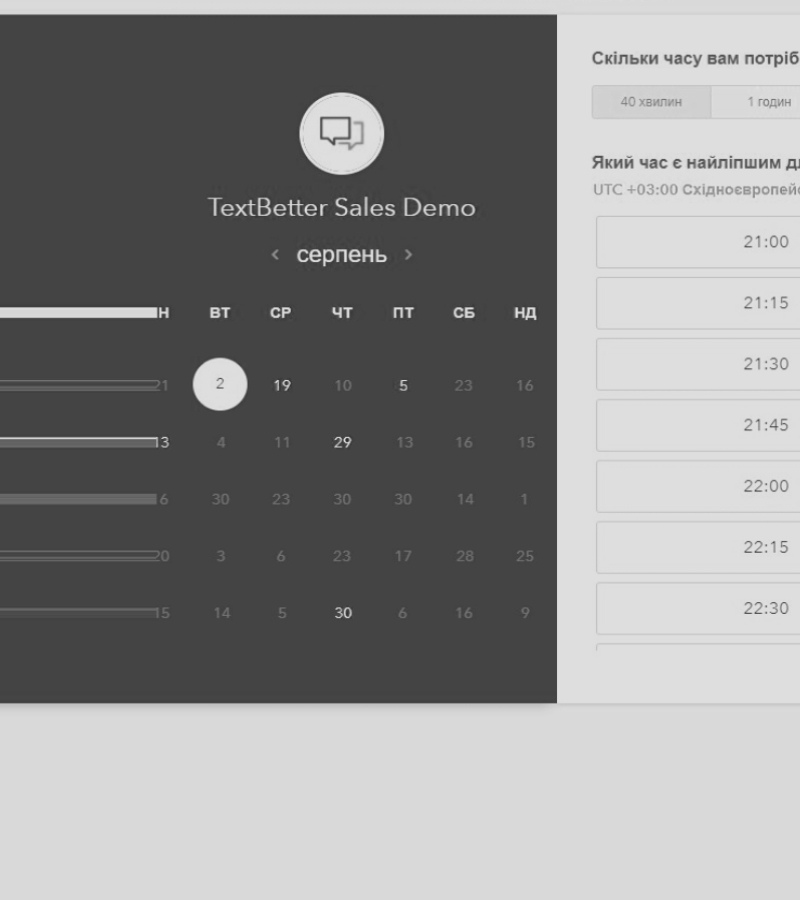 TextBetter Sales Demo
< серпень >
Н ВТ СР ЧТ ПТ СБ НД
21 2 19 10 5 23 16
13 4 11 29 13 16 15
6 30 23 30 30 14 1
20 3 6 23 17 28 25
15 14 5 30 6 16 9
Скільки часу вам потріб
40 хвилин 1 годин
Який час є найліпшим д
UTC +03:00 Східноєвропей
21:00
21:15
21:30
21:45
22:00
22:15
22:30